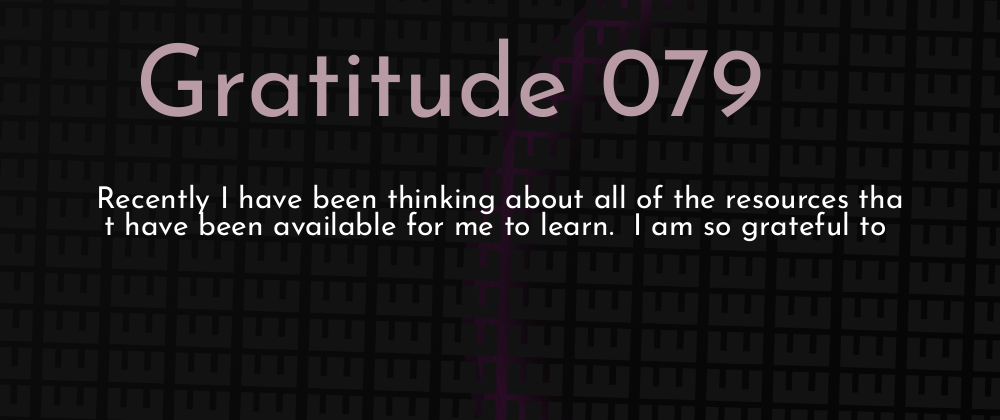 Gratitude 079
Recently I have been thinking about all of the resources tha
t have been available for me to learn.  I am so grateful to